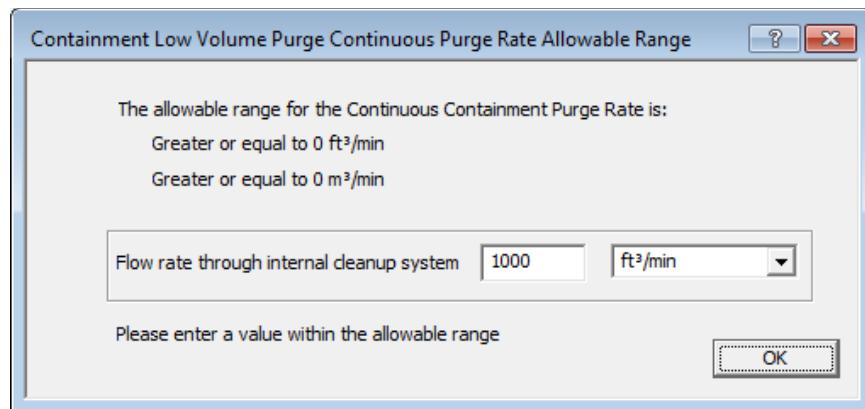 Containment Low Volume Purge Continuous Purge Rate Allowable Range
The allowable range for the Continuous Containment Purge Rate is:
Greater or equal to 0 ft³/min
Greater or equal to 0 m³/min
Flow rate through internal cleanup system 1000 ft³/min
Please enter a value within the allowable range
OK